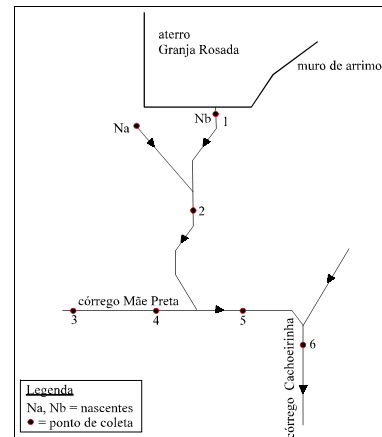 aterro
Granja Rosada
muro de arrimo
Na
Nb
1
2
córrego Mãe Preta
3
4
5
6
córrego Cachoeirinha
Legenda
Na, Nb = nascentes
= ponto de coleta